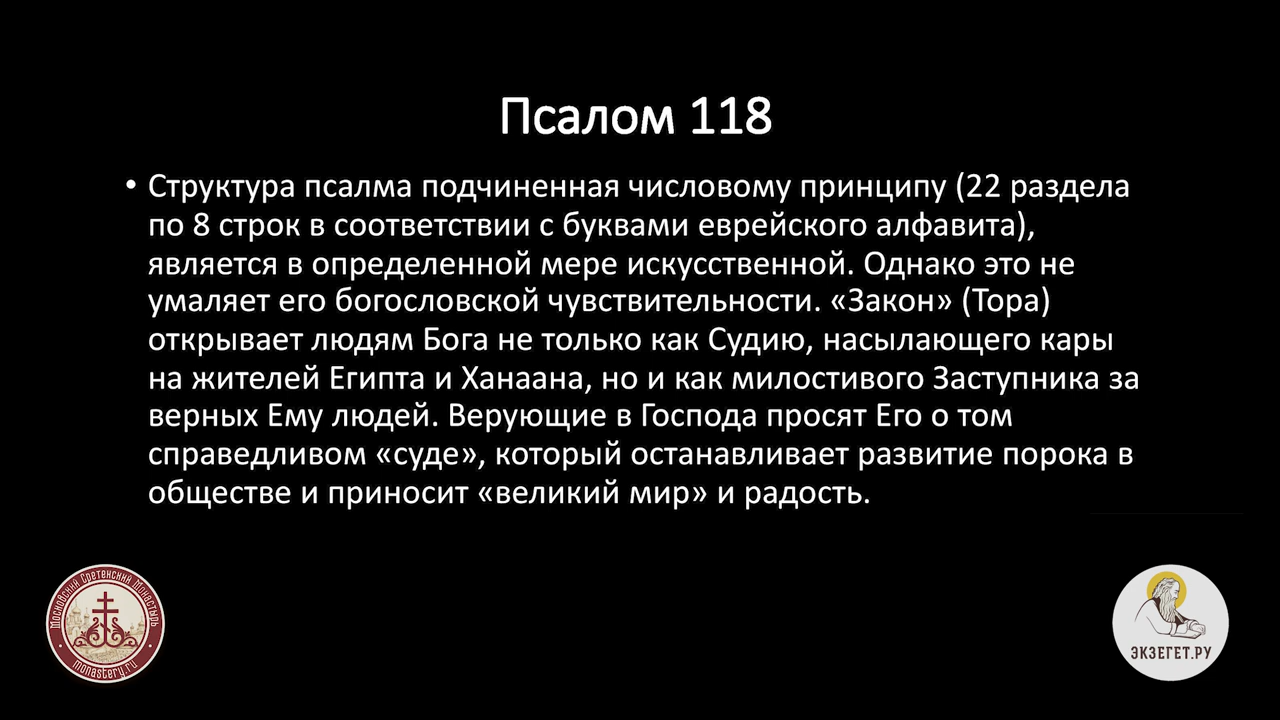 Псалом 118
• Структура псалма подчиненная числовому принципу (22 раздела
по 8 строк в соответствии с буквами еврейского алфавита),
является в определенной мере искусственной. Однако это не
умаляет его богословской чувствительности. «Закон» (Тора)
открывает людям Бога не только как Судию, насылающего кары
на жителей Египта и Ханаана, но и как милостивого Заступника за
верных Ему людей. Верующие в Господа просят Его о том
справедливом «суде», который останавливает развитие порока в
обществе и приносит «великий мир» и радость.
Московский Сретенский Монастырь
monastery.ru
ЭКЗЕГЕТ.РУ